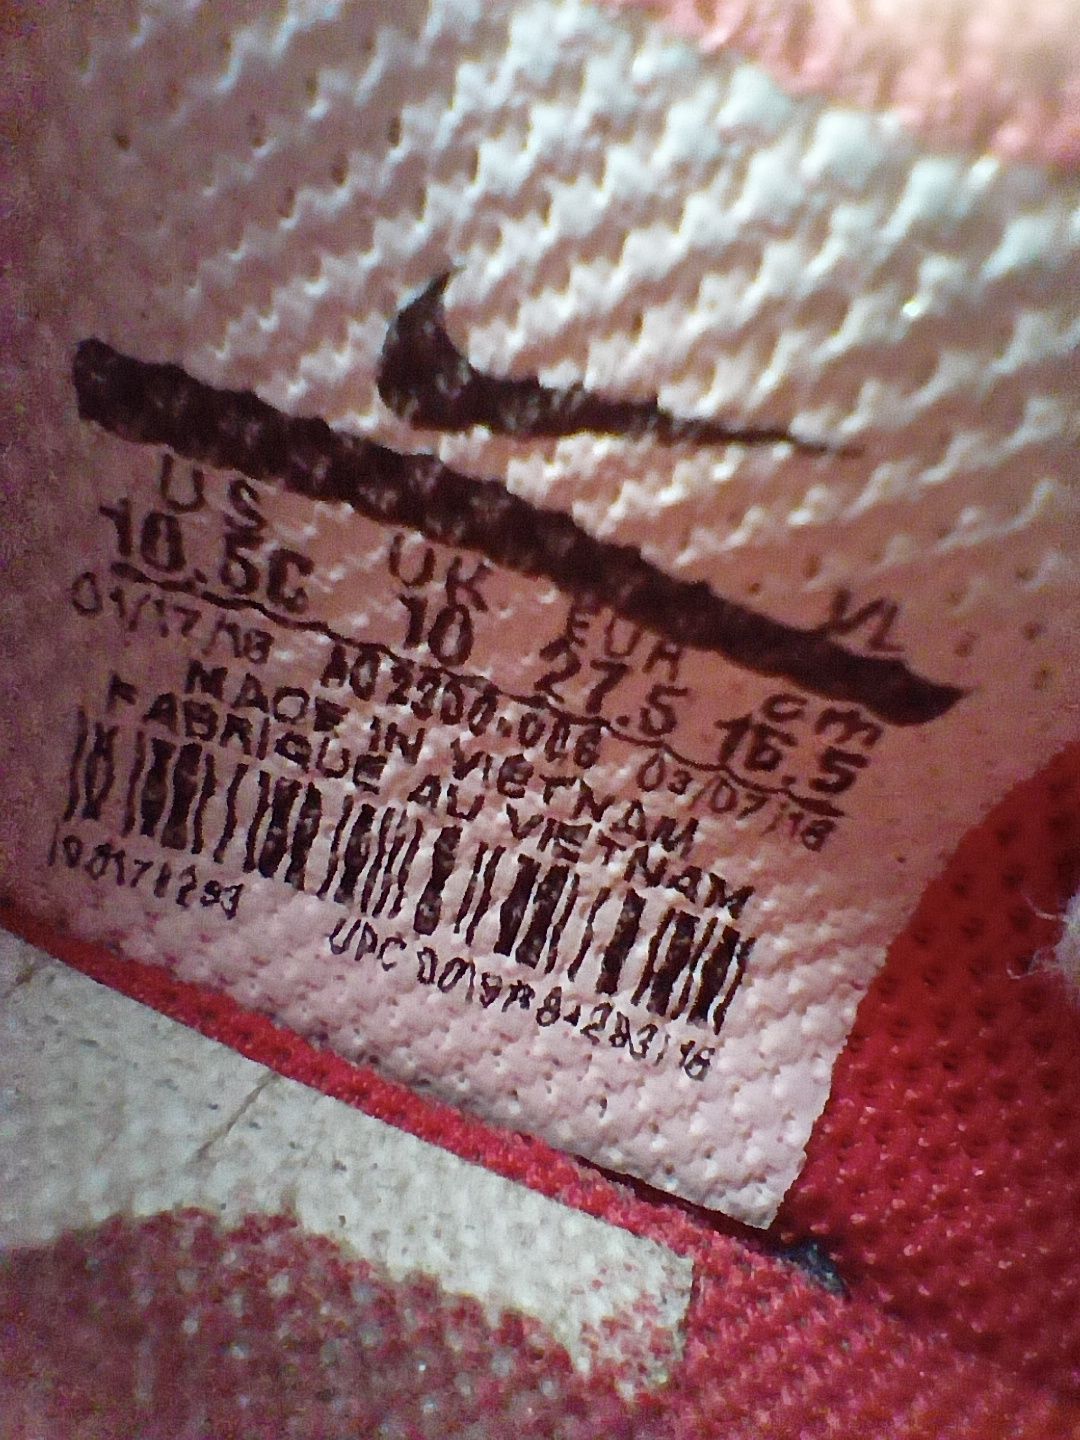 VL
US UK EUR cm
10.5C 10 27.5 16.5
01/17/18 AQ2200-006 03/07/18
MADE IN VIETNAM
FABRIQUE AU VIETNAM
UPC